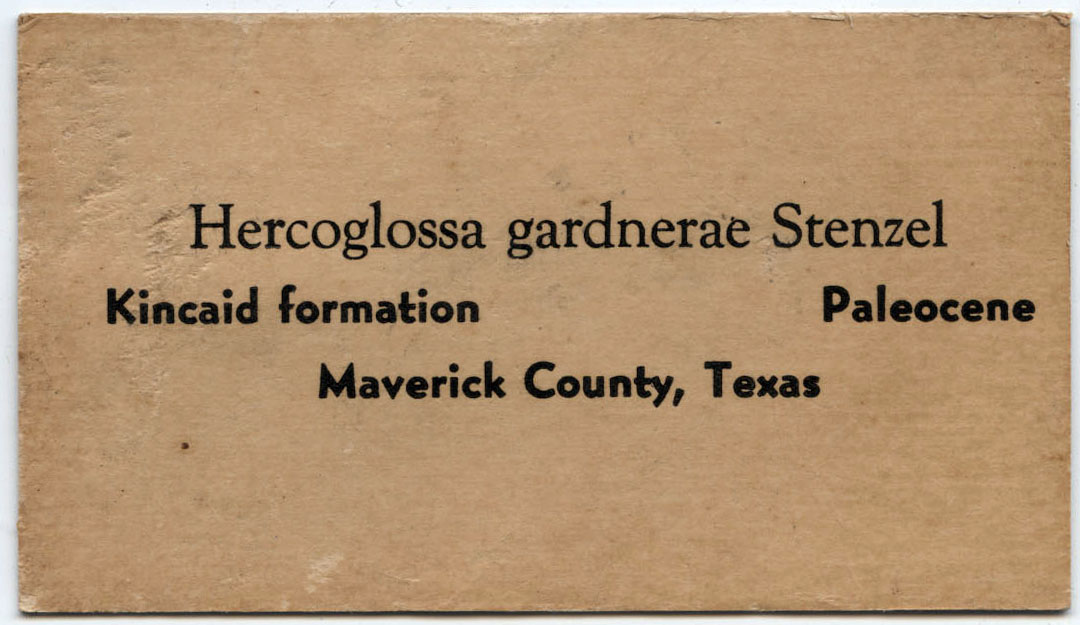 Hercoglossa gardnerae Stenzel
Kincaid formation Paleocene
Maverick County, Texas